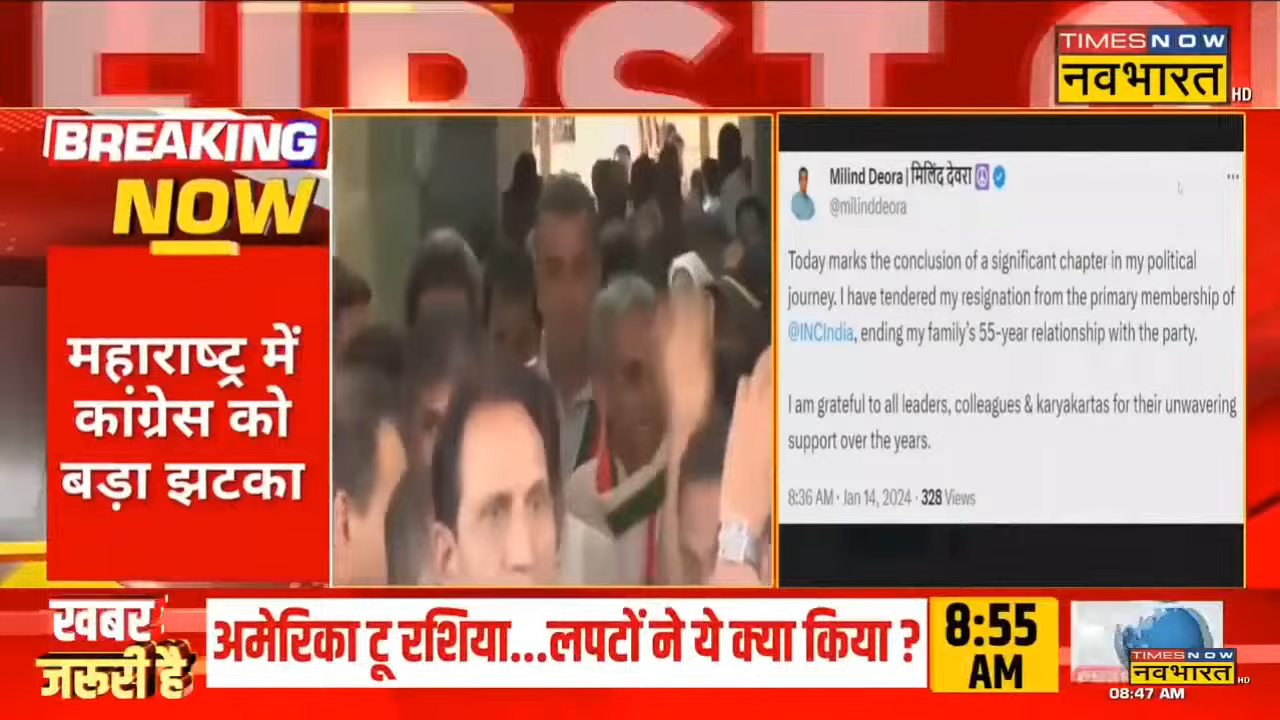 FIRST
TIMES NOW
नवभारत
HD
BREAKING
NOW
महाराष्ट्र में
कांग्रेस को
बड़ा झटका
Milind Deora | मिलिंद देवरा
@milinddeora
Today marks the conclusion of a significant chapter in my political
journey. I have tendered my resignation from the primary membership of
@INCIndia, ending my family's 55-year relationship with the party.
I am grateful to all leaders, colleagues & karyakartas for their unwavering
support over the years.
8:36 AM · Jan 14, 2024 · 328 Views
खबर
जरूरी है
अमेरिका टू रशिया...लपटों ने ये क्या किया ?
8:55
AM
TIMES NOW
नवभारत
HD
08:47 AM